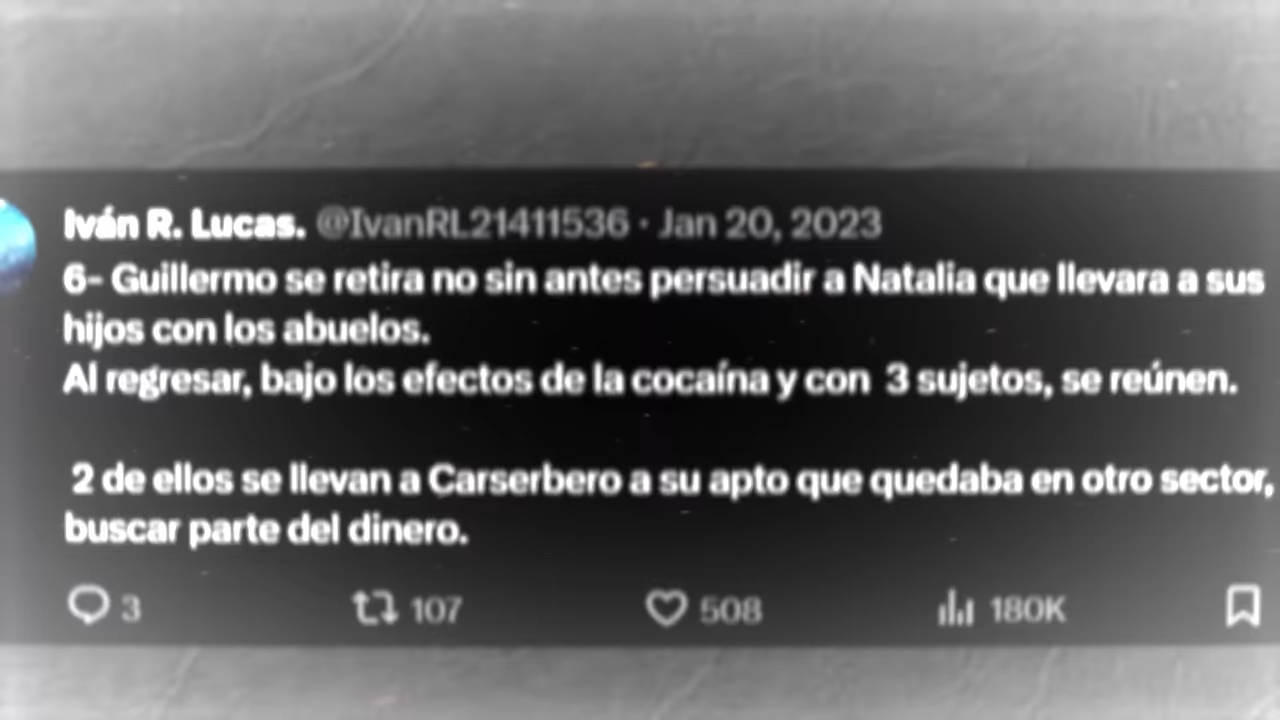 Iván R. Lucas. @IvanRL21411536 · Jan 20, 2023
6- Guillermo se retira no sin antes persuadir a Natalia que llevara a sus
hijos con los abuelos.
Al regresar, bajo los efectos de la cocaína y con 3 sujetos, se reúnen.
2 de ellos se llevan a Carserbero a su apto que quedaba en otro sector,
buscar parte del dinero.
3 107 508 180K